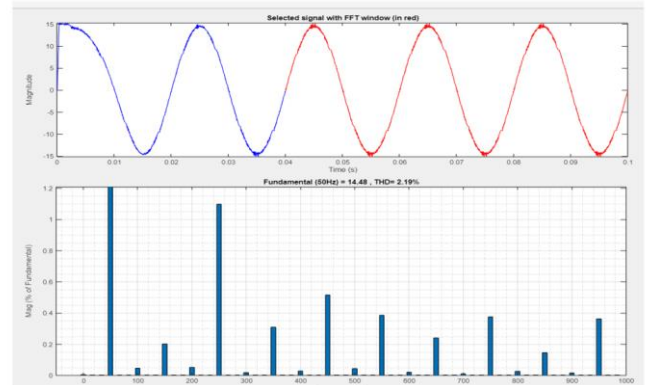 Selected signal with FFT window (in red)
15
10
5
0
-5
-10
-15
Magnitude
0 0.01 0.02 0.03 0.04 0.05 0.06 0.07 0.08 0.09 0.1
Time (s)
Fundamental (50Hz) = 14.48 , THD= 2.19%
1.2
1
0.8
0.6
0.4
0.2
0
Mag (% of Fundamental)
0 100 200 300 400 500 600 700 800 900 1000